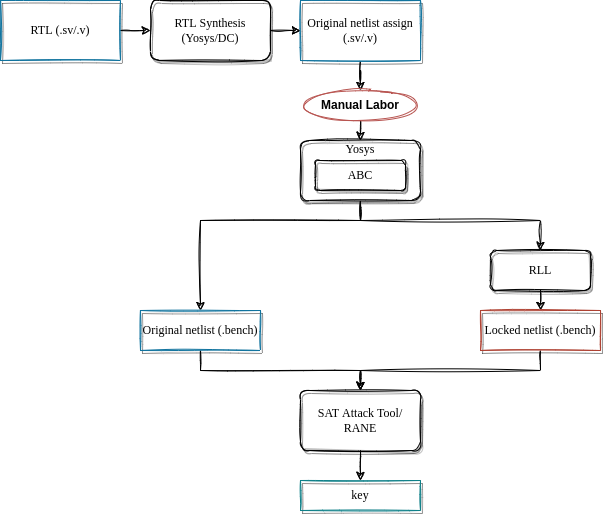 RTL (.sv/.v)
RTL Synthesis
(Yosys/DC)
Original netlist assign
(.sv/.v)
Manual Labor
Yosys
ABC
RLL
Original netlist (.bench)
Locked netlist (.bench)
SAT Attack Tool/
RANE
key